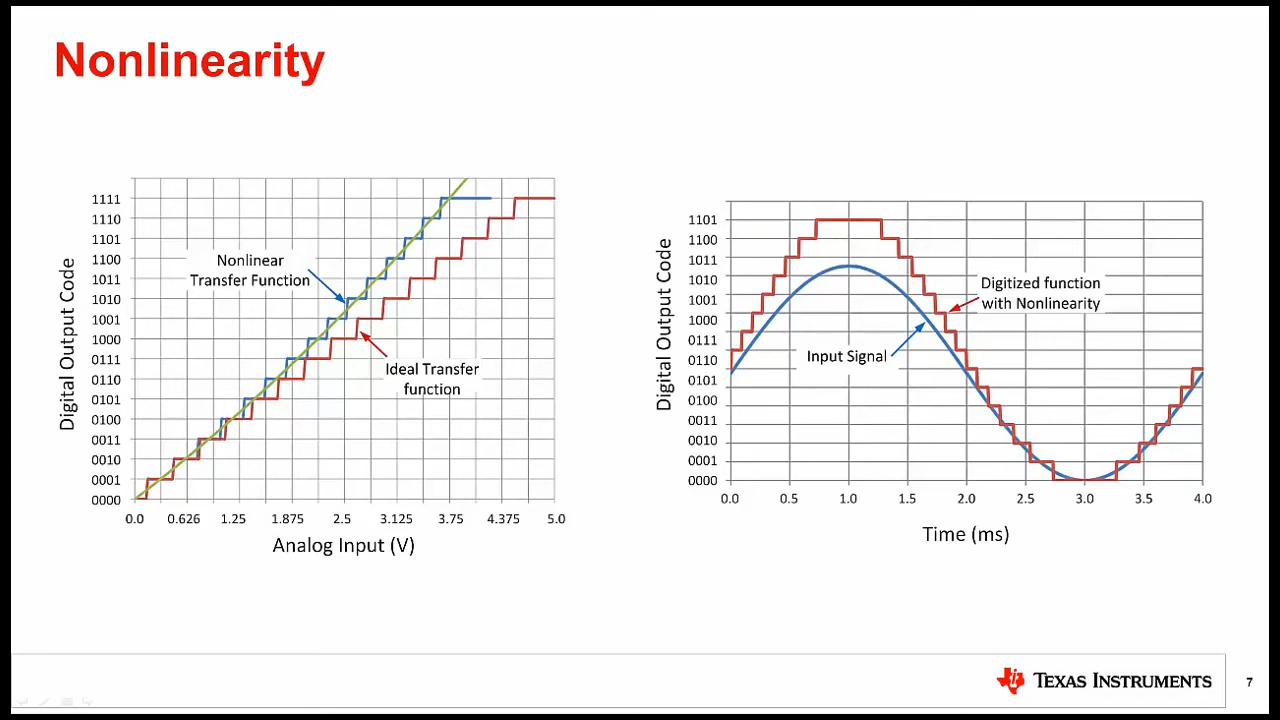 Nonlinearity
1111
1110
1101
1100
1011
1010
1001
1000
0111
0110
0101
0100
0011
0010
0001
0000
Digital Output Code
Nonlinear
Transfer Function
Ideal Transfer
function
0.0 0.626 1.25 1.875 2.5 3.125 3.75 4.375 5.0
Analog Input (V)
1101
1100
1011
1010
1001
1000
0111
0110
0101
0100
0011
0010
0001
0000
Digital Output Code
Digitized function
with Nonlinearity
Input Signal
0.0 0.5 1.0 1.5 2.0 2.5 3.0 3.5 4.0
Time (ms)
TEXAS INSTRUMENTS
7